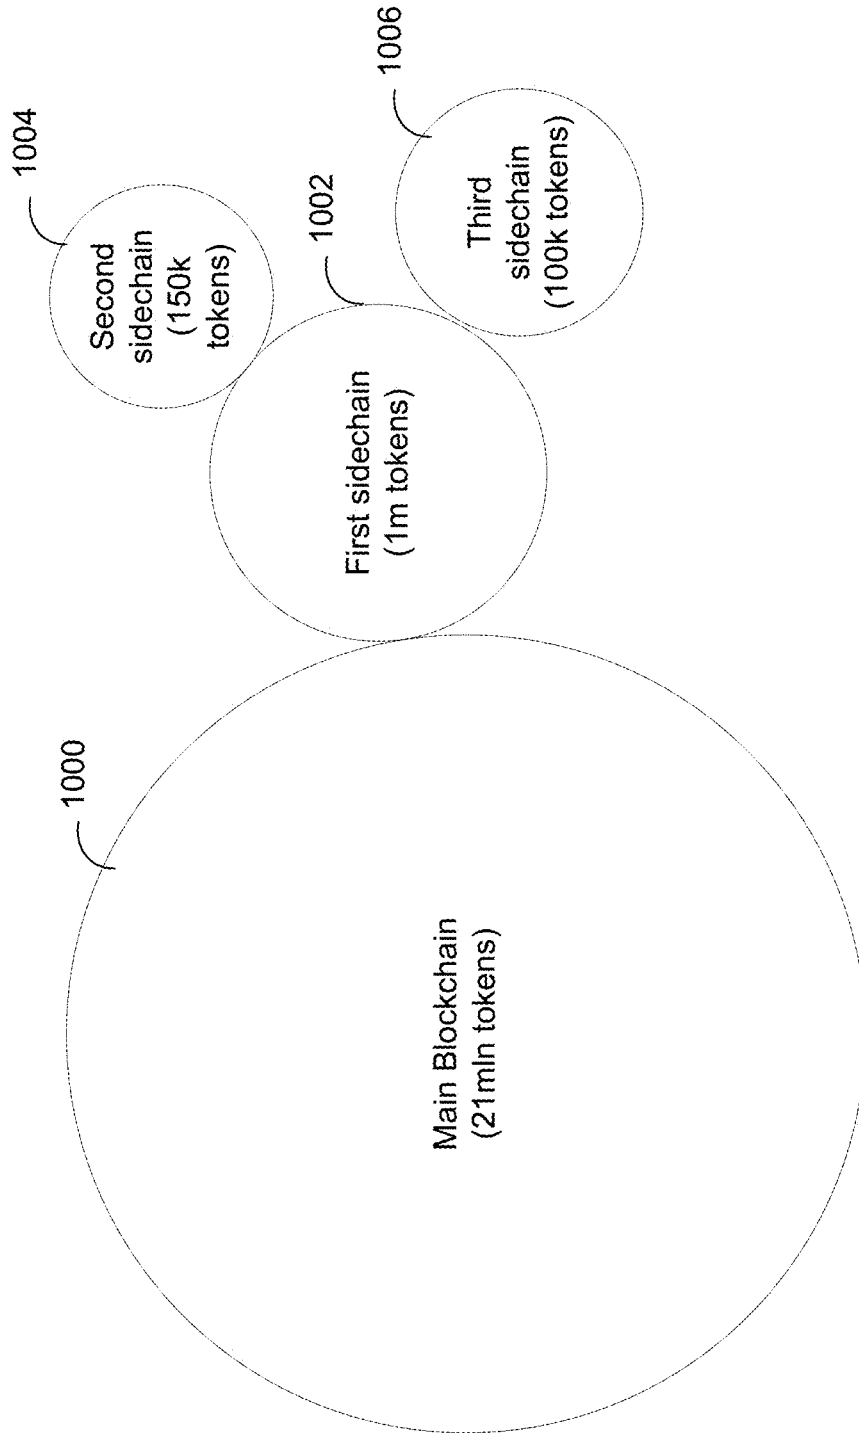 1000
Main Blockchain
(21mln tokens)
First sidechain
(1m tokens)
1002
Second
sidechain
(150k
tokens)
1004
Third
sidechain
(100k tokens)
1006